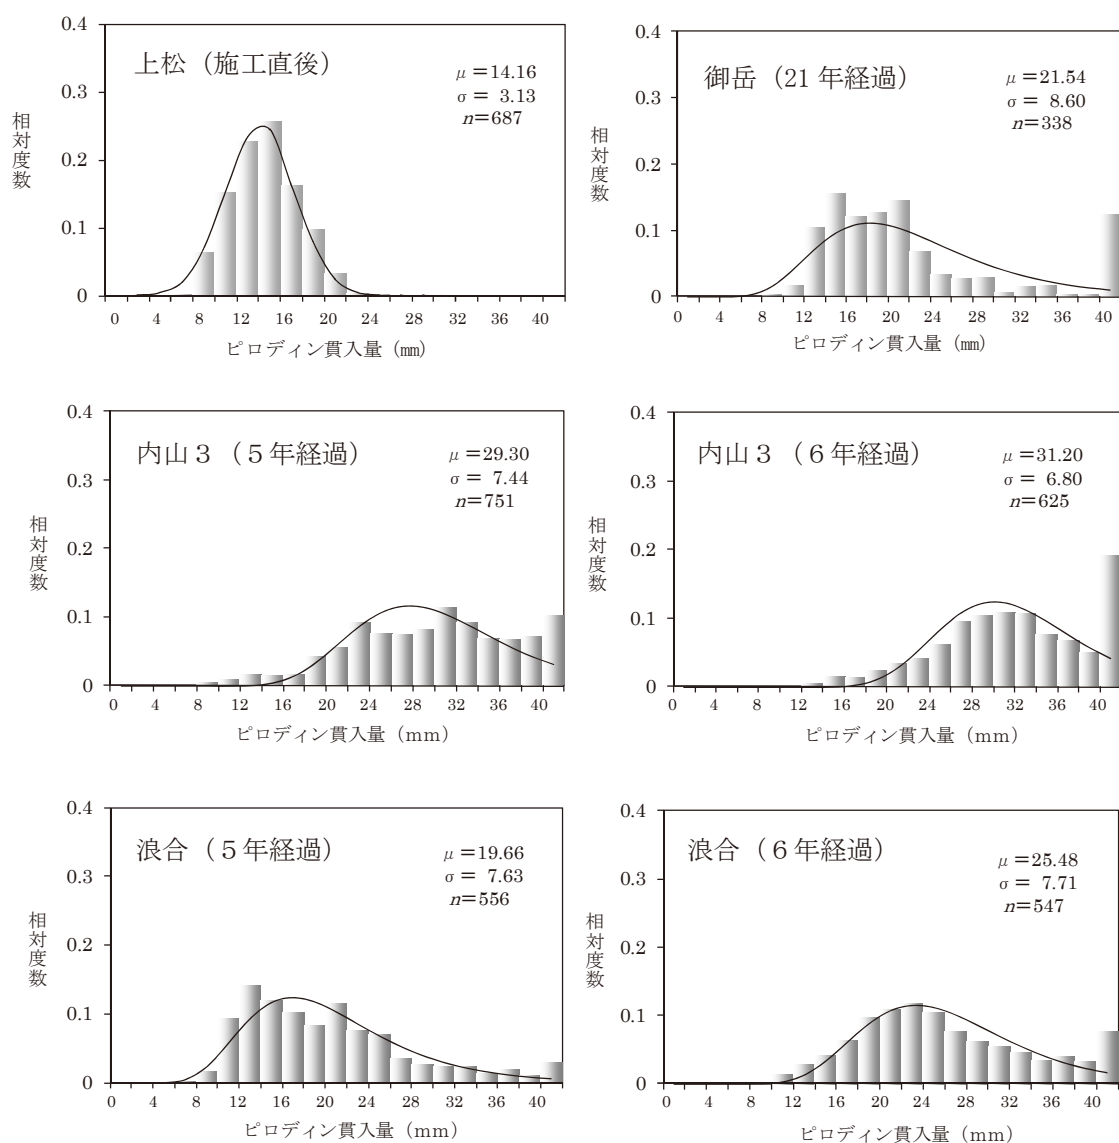 上松（施工直後）
μ＝14.16
σ＝ 3.13
n＝687
相対度数
0.4
0.3
0.2
0.1
0
0 4 8 12 16 20 24 28 32 36 40
ピロディン貫入量（㎜）
御岳（21 年経過）
μ＝21.54
σ＝ 8.60
n＝338
相対度数
0.4
0.3
0.2
0.1
0
0 4 8 12 16 20 24 28 32 36 40
ピロディン貫入量（㎜）
内山３（５年経過）
μ＝29.30
σ＝ 7.44
n＝751
相対度数
0.4
0.3
0.2
0.1
0
0 4 8 12 16 20 24 28 32 36 40
ピロディン貫入量（mm）
内山３（６年経過）
μ＝31.20
σ＝ 6.80
n＝625
相対度数
0.4
0.3
0.2
0.1
0
0 4 8 12 16 20 24 28 32 36 40
ピロディン貫入量（mm）
浪合（５年経過）
μ＝19.66
σ＝ 7.63
n＝556
相対度数
0.4
0.3
0.2
0.1
0
0 4 8 12 16 20 24 28 32 36 40
ピロディン貫入量（mm）
浪合（６年経過）
μ＝25.48
σ＝ 7.71
n＝547
相対度数
0.4
0.3
0.2
0.1
0
0 4 8 12 16 20 24 28 32 36 40
ピロディン貫入量（mm）